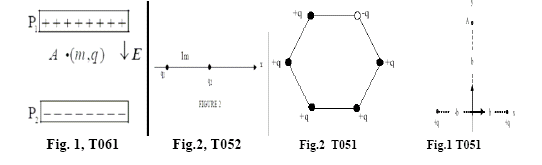 P1 + + + + + + + +
A •(m,q) ↓E
P2 − − − − − − − −
Fig. 1, T061
1m
q1 q2 x
FIGURE 2
Fig.2, T052
+q -q
+q +q
+q +q
Fig.2 T051
A
h
b b x
+q +q
Fig.1 T051